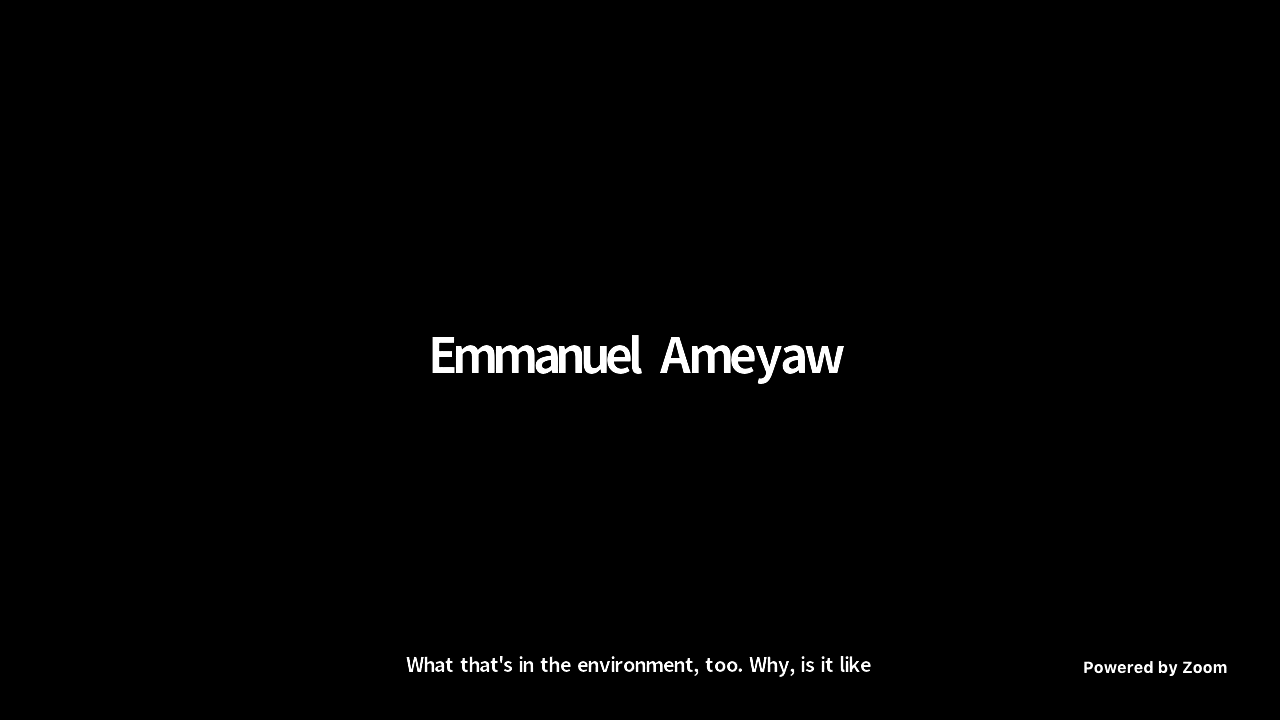 Emmanuel Ameyaw
What that's in the environment, too. Why, is it like
Powered by Zoom